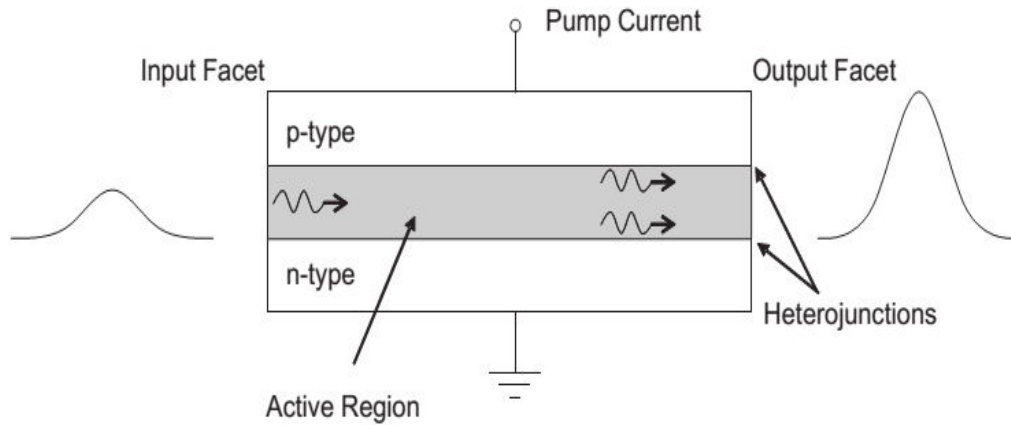 Pump Current
Input Facet
Output Facet
p-type
n-type
Heterojunctions
Active Region